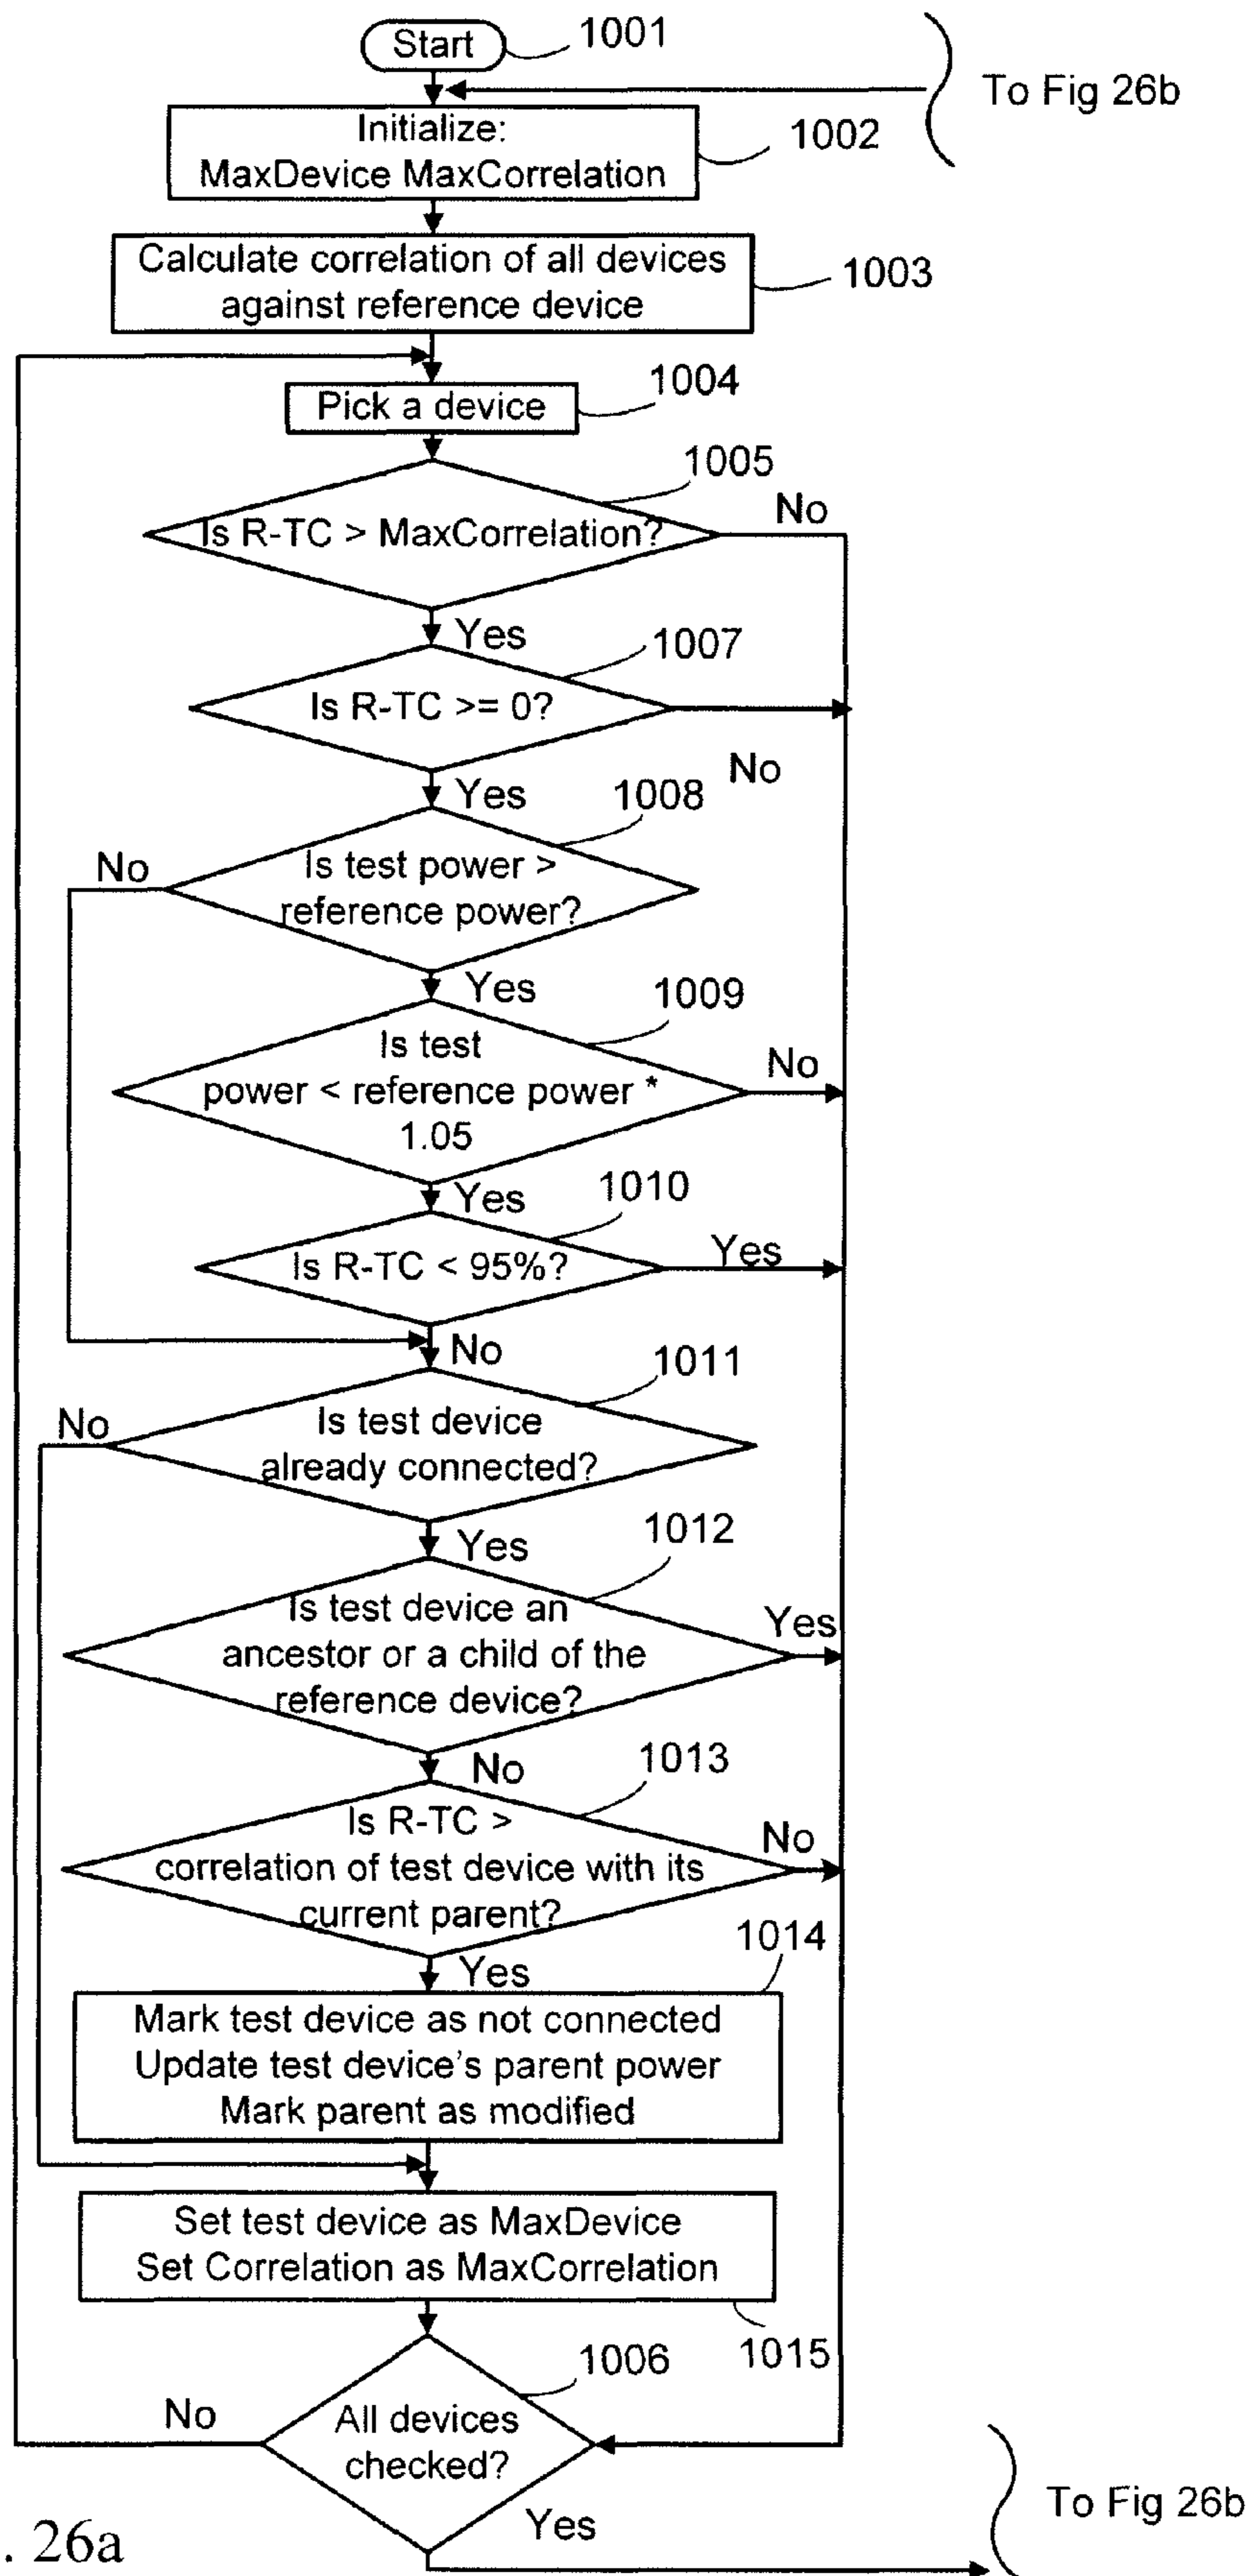 Start
1001
To Fig 26b
Initialize:
MaxDevice MaxCorrelation
1002
Calculate correlation of all devices
against reference device
1003
Pick a device
1004
1005
Is R-TC > MaxCorrelation?
No
Yes
1007
Is R-TC >= 0?
No
Yes
1008
Is test power >
reference power?
No
Yes
1009
Is test
power < reference power *
1.05
No
Yes
1010
Is R-TC < 95%?
Yes
No
1011
Is test device
already connected?
No
Yes
1012
Is test device an
ancestor or a child of the
reference device?
Yes
No
1013
Is R-TC >
correlation of test device with its
current parent?
No
Yes
1014
Mark test device as not connected
Update test device's parent power
Mark parent as modified
Set test device as MaxDevice
Set Correlation as MaxCorrelation
1015
1006
All devices
checked?
No
Yes
To Fig 26b
. 26a